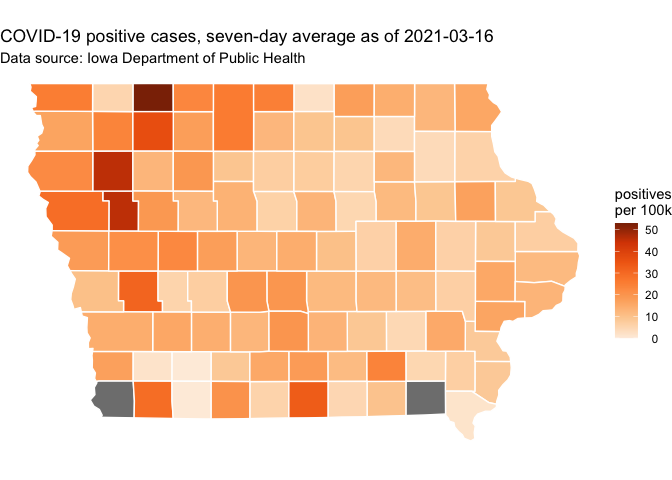 COVID-19 positive cases, seven-day average as of 2021-03-16
Data source: Iowa Department of Public Health
positives
per 100k
50
40
30
20
10
0